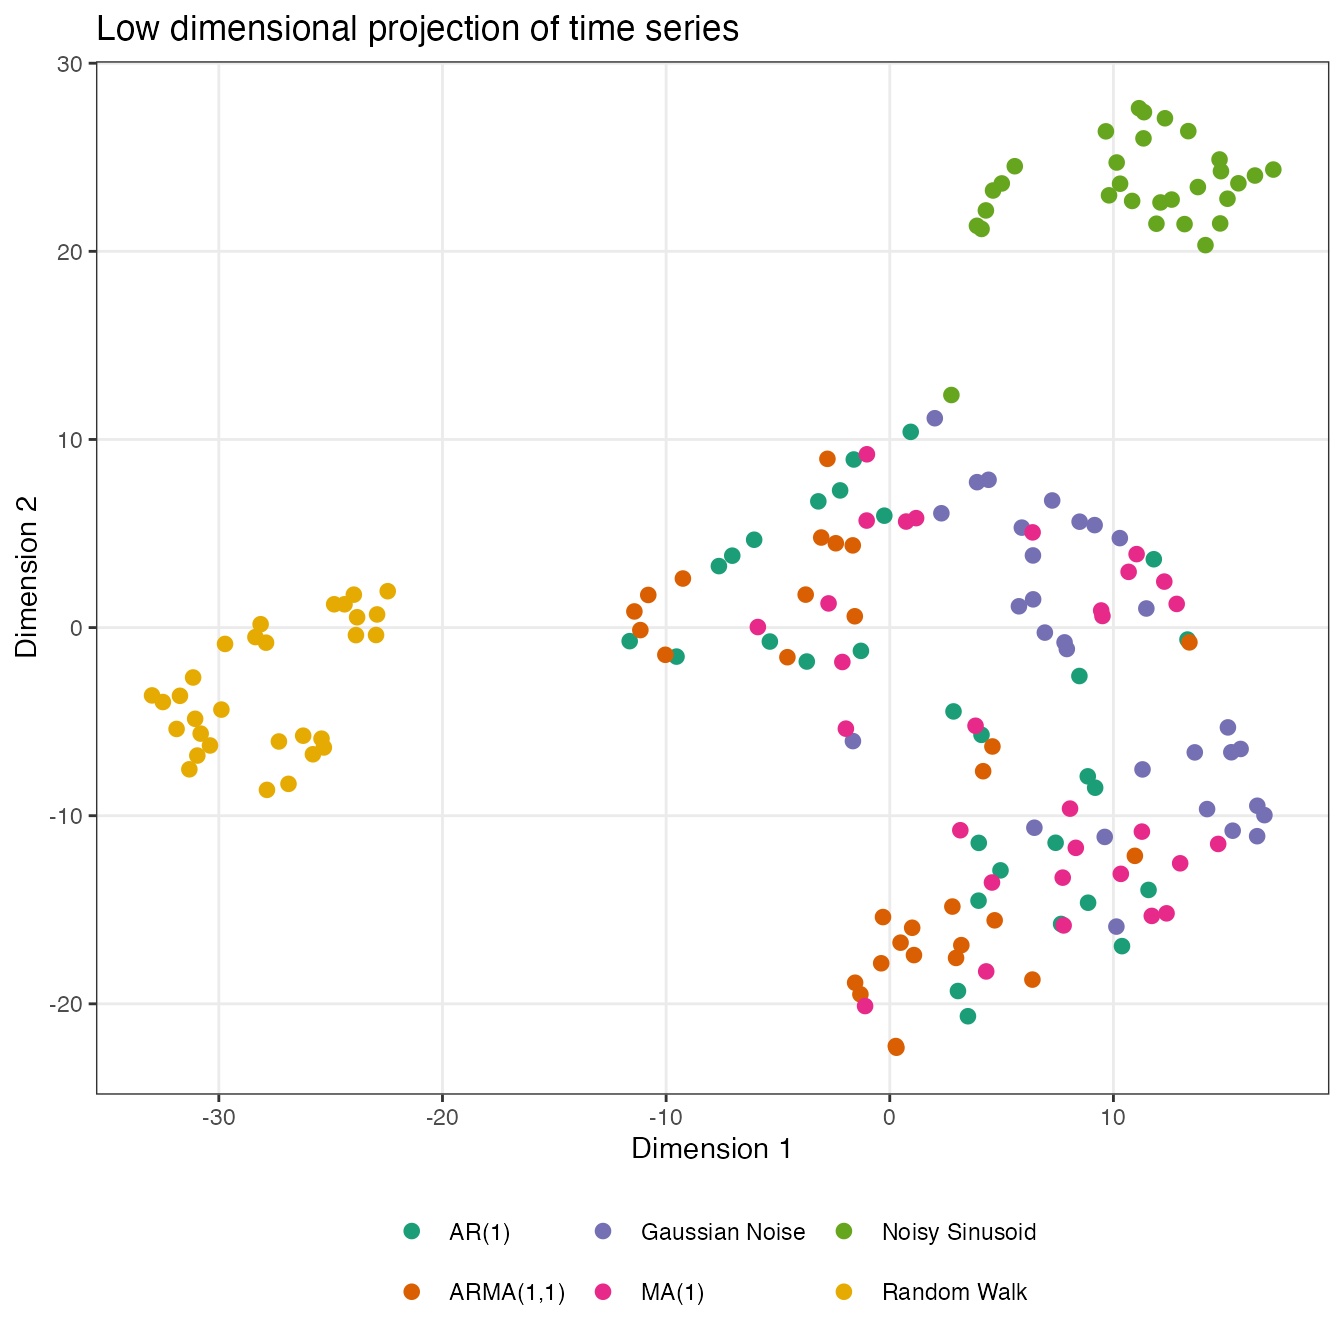 Low dimensional projection of time series
30
20
10
0
-10
-20
Dimension 2
-30 -20 -10 0 10
Dimension 1
AR(1) Gaussian Noise Noisy Sinusoid
ARMA(1,1) MA(1) Random Walk